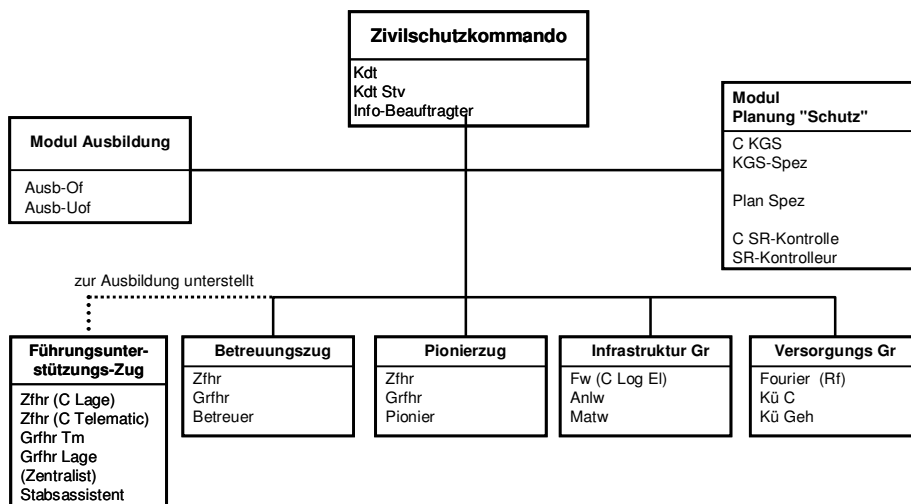 Zivilschutzkommando
Kdt
Kdt Stv
Info-Beauftragter
Modul Ausbildung
Ausb-Of
Ausb-Uof
Modul
Planung "Schutz"
C KGS
KGS-Spez
Plan Spez
C SR-Kontrolle
SR-Kontrolleur
zur Ausbildung unterstellt
Führungsunter-
stützungs-Zug
Zfhr (C Lage)
Zfhr (C Telematic)
Grfhr Tm
Grfhr Lage
(Zentralist)
Stabsassistent
Betreuungszug
Zfhr
Grfhr
Betreuer
Pionierzug
Zfhr
Grfhr
Pionier
Infrastruktur Gr
Fw (C Log El)
Anlw
Matw
Versorgungs Gr
Fourier (Rf)
Kü C
Kü Geh